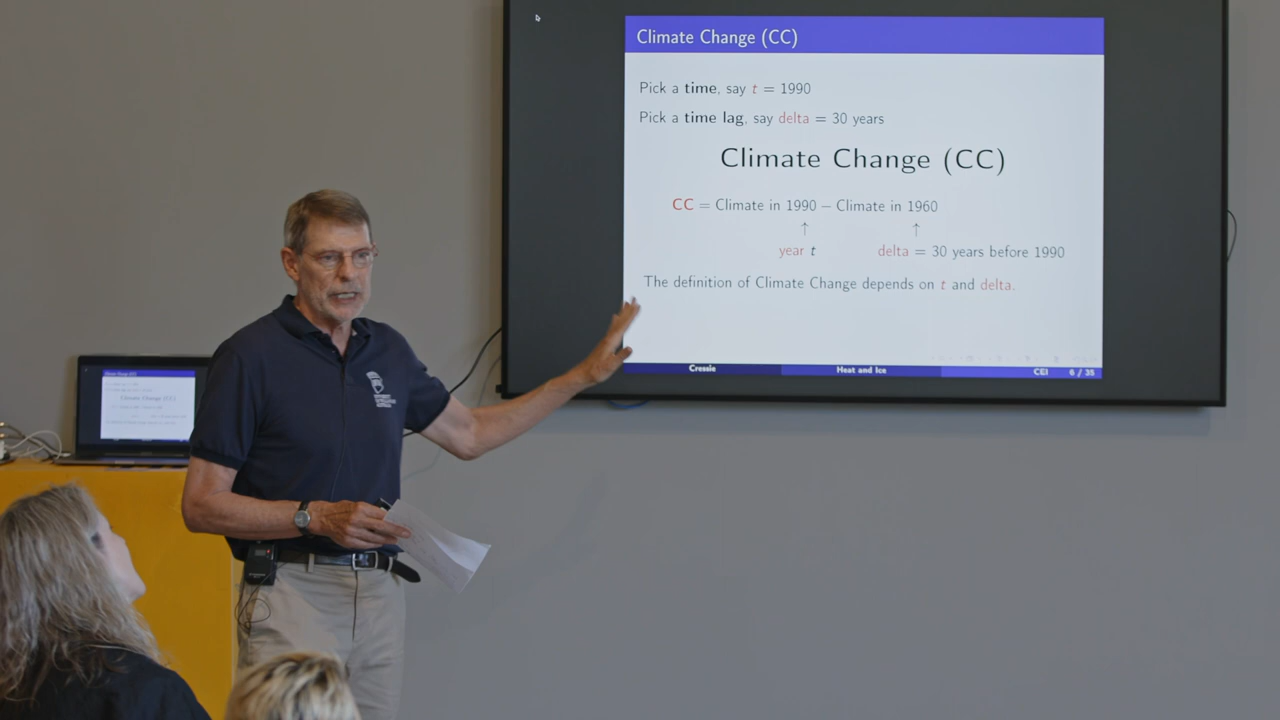 Climate Change (CC)
Pick a time, say t = 1990
Pick a time lag, say delta = 30 years
Climate Change (CC)
CC = Climate in 1990 – Climate in 1960
↑ ↑
year t delta = 30 years before 1990
The definition of Climate Change depends on t and delta.
Cressie Heat and Ice CEI 6 / 35